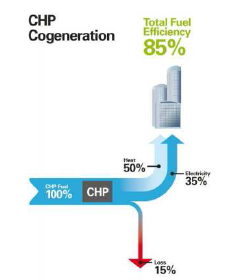 CHP
Cogeneration
Total Fuel
Efficiency
85%
Heat
50%
Electricity
35%
CHP Fuel
100%
CHP
Loss
15%